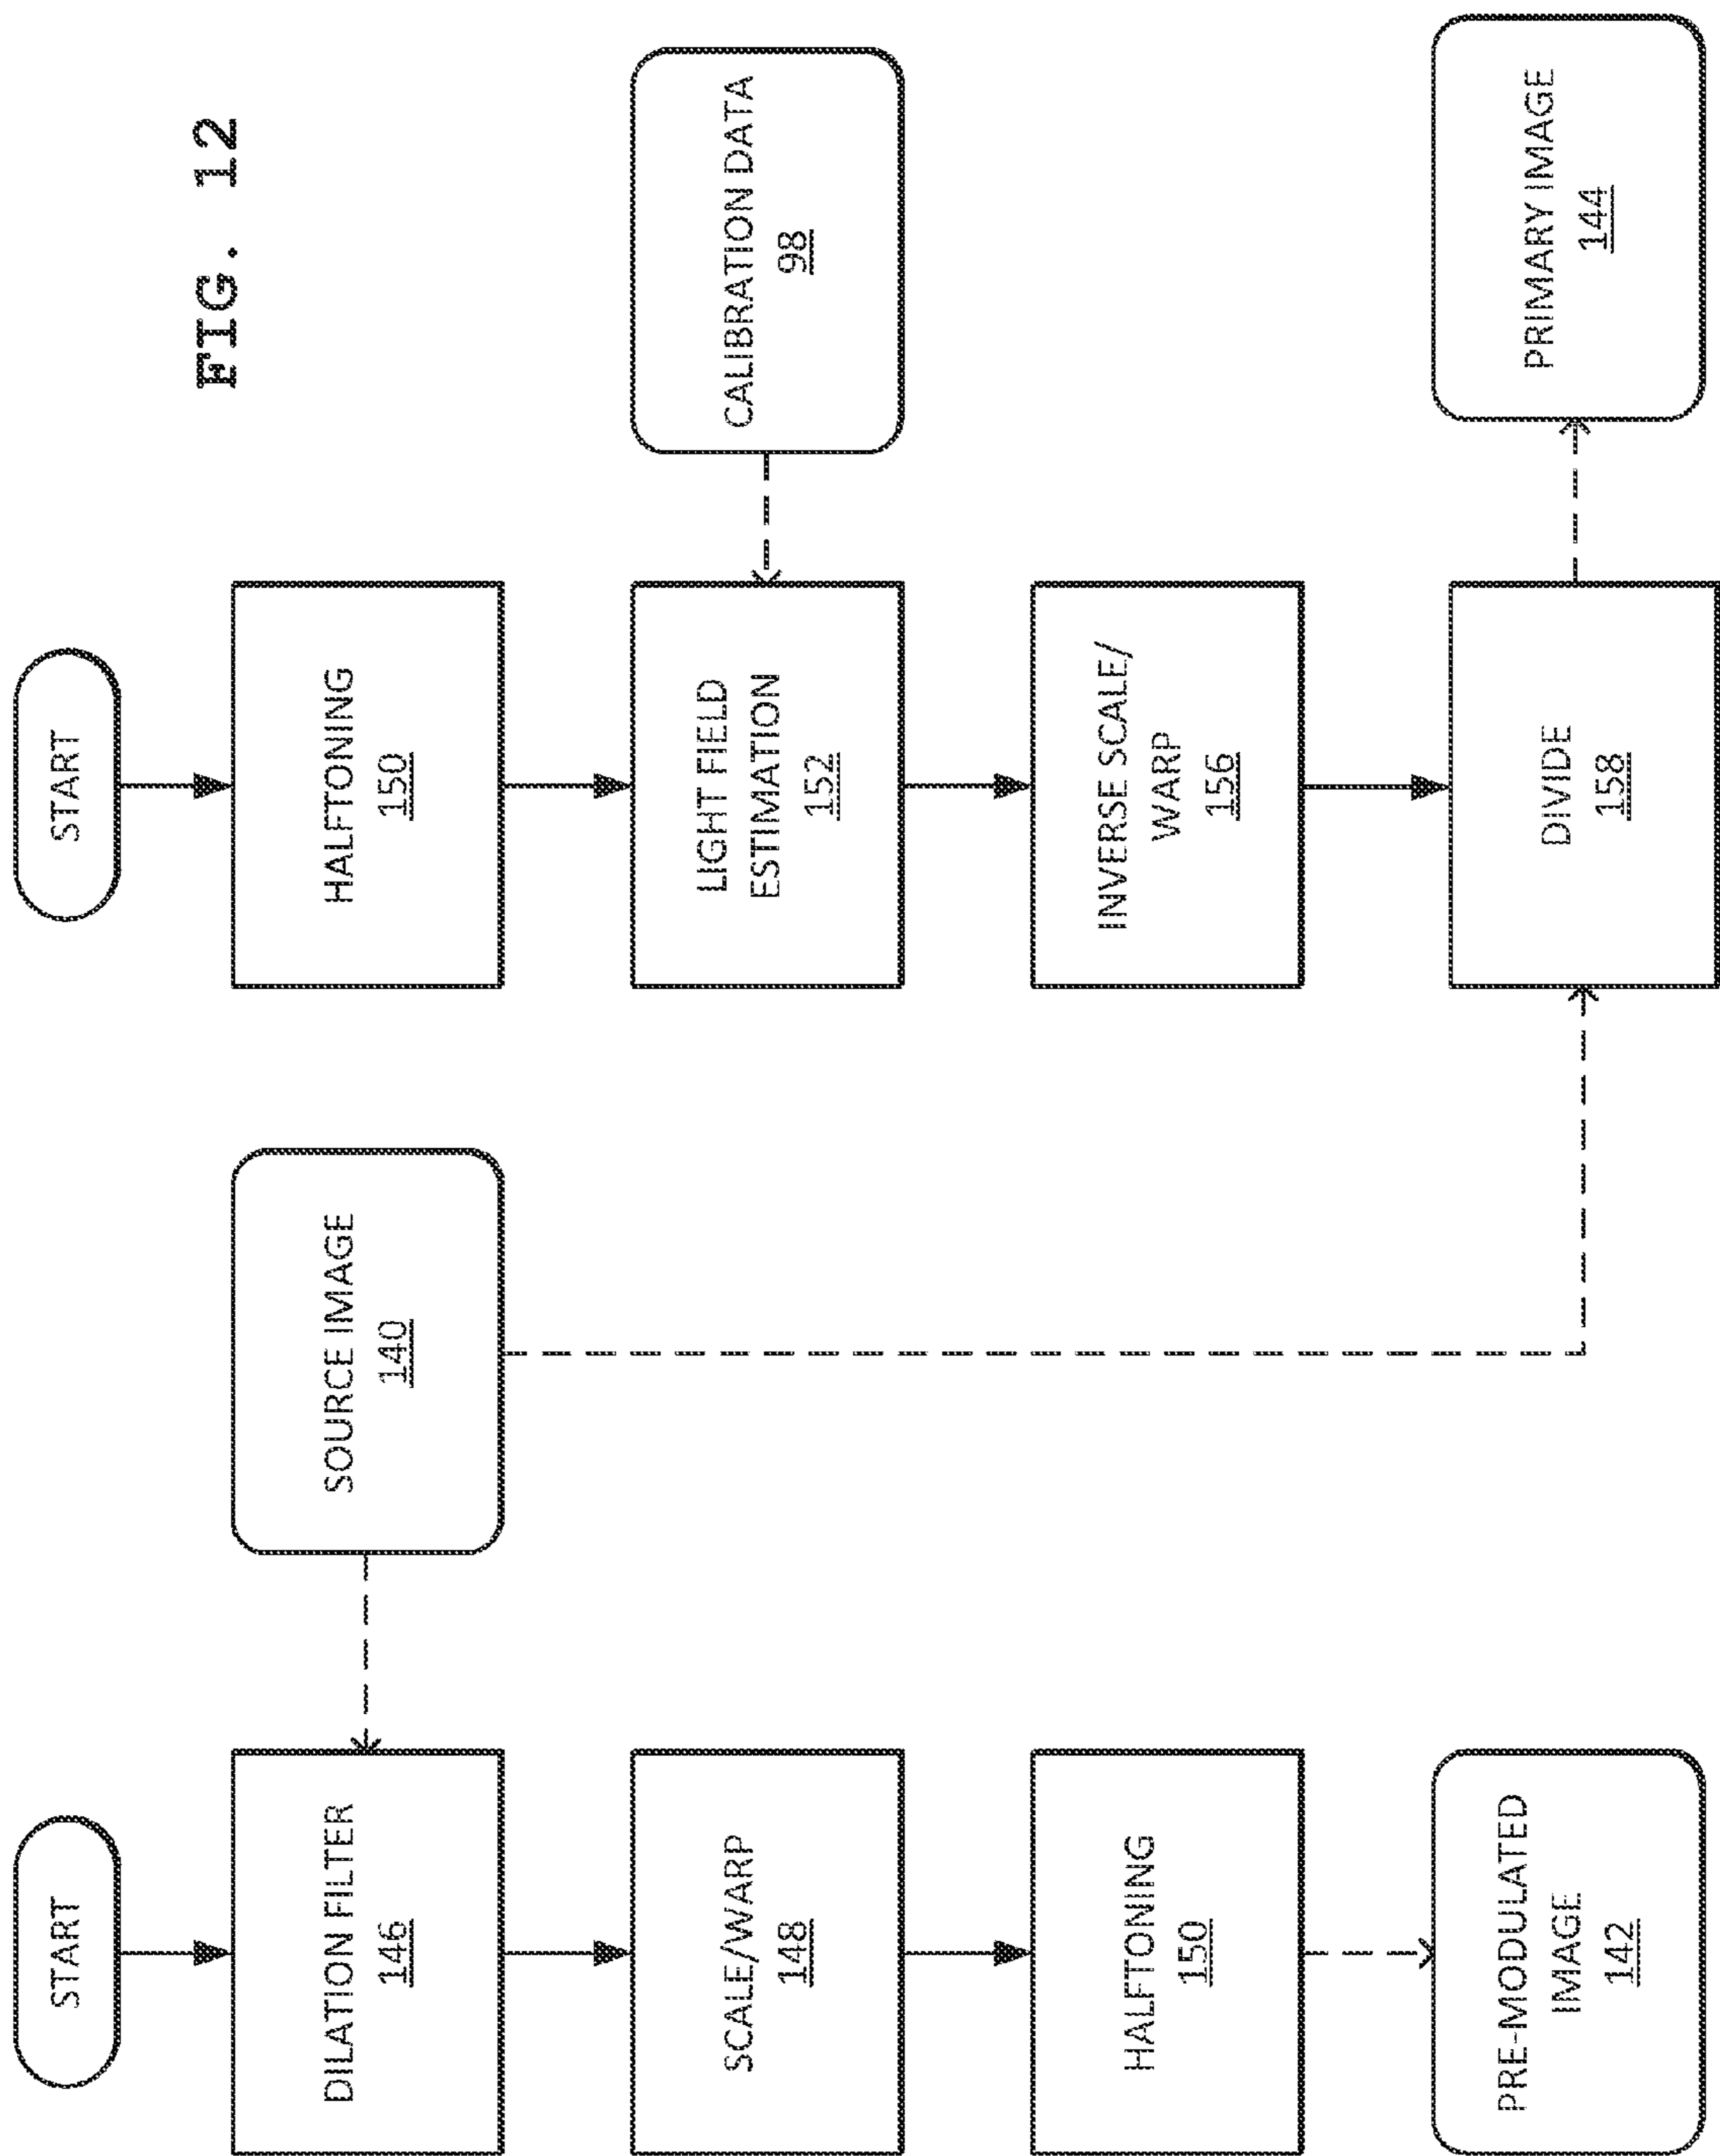 FIG. 12
START
DILATION FILTER
146
SCALE/WARP
148
HALFTONING
150
PRE-MODULATED
IMAGE
142
SOURCE IMAGE
140
START
HALFTONING
150
LIGHT FIELD
ESTIMATION
152
INVERSE SCALE/
WARP
156
DIVIDE
158
CALIBRATION DATA
98
PRIMARY IMAGE
144